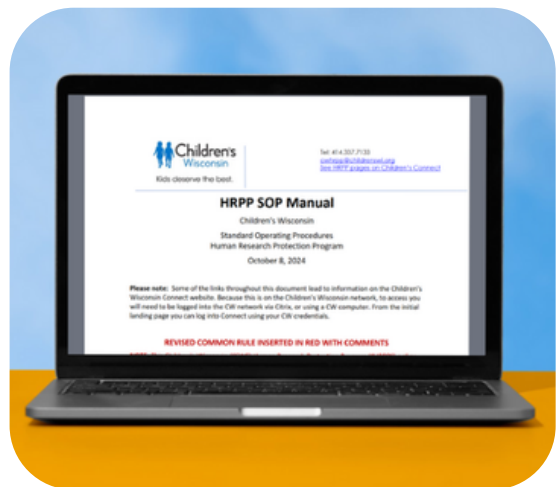 Children's
Wisconsin
Kids deserve the best.
Tel: 414.337.7133
See HRPP pages on Children's Connect
HRPP SOP Manual
Children's Wisconsin
Standard Operating Procedures
Human Research Protection Program
October 8, 2024
Please note: Some of the links throughout this document lead to information on the Children's
Wisconsin Connect website. Because this is on the Children's Wisconsin network, to access you
will need to be logged into the CW network via Citrix, or using a CW computer. From the initial
landing page you can log into Connect using your CW credentials.
REVISED COMMON RULE INSERTED IN RED WITH COMMENTS